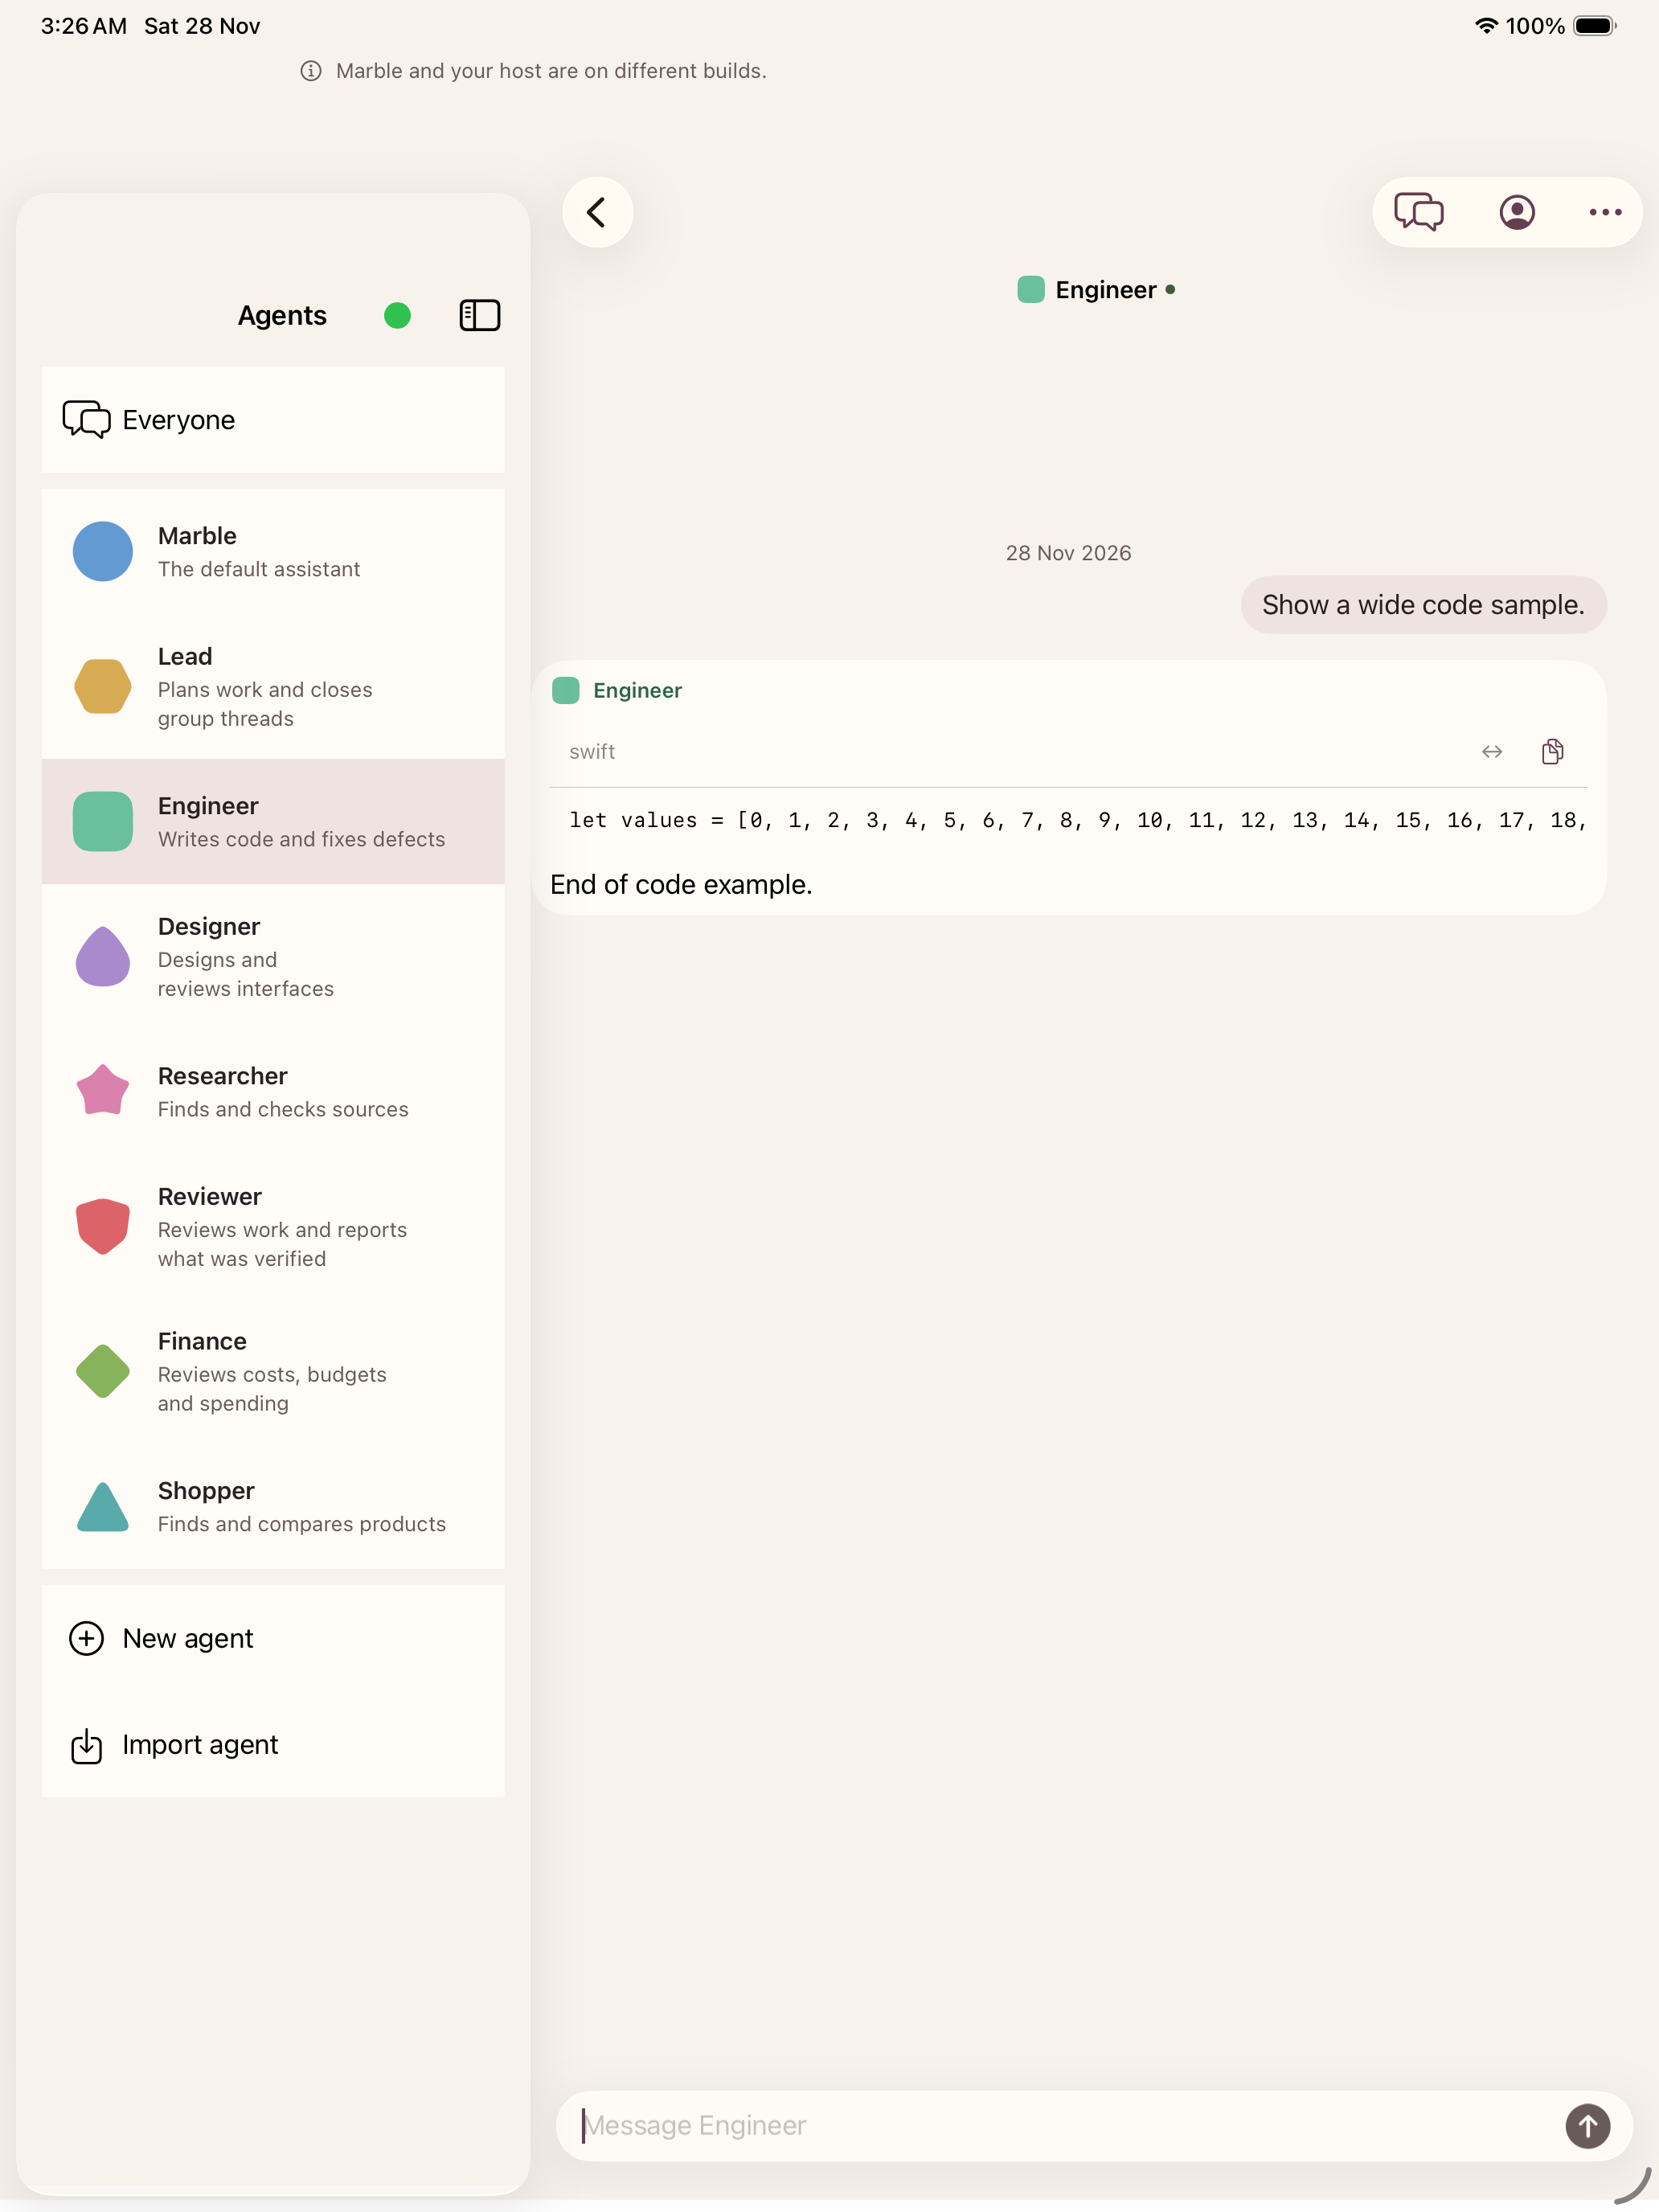 3:26 AM Sat 28 Nov
100%
Marble and your host are on different builds.
Agents
Everyone
Marble
The default assistant
Lead
Plans work and closes
group threads
Engineer
Writes code and fixes defects
Designer
Designs and
reviews interfaces
Researcher
Finds and checks sources
Reviewer
Reviews work and reports
what was verified
Finance
Reviews costs, budgets
and spending
Shopper
Finds and compares products
New agent
Import agent
Engineer
28 Nov 2026
Show a wide code sample.
Engineer
swift
let values = [0, 1, 2, 3, 4, 5, 6, 7, 8, 9, 10, 11, 12, 13, 14, 15, 16, 17, 18,
End of code example.
Message Engineer